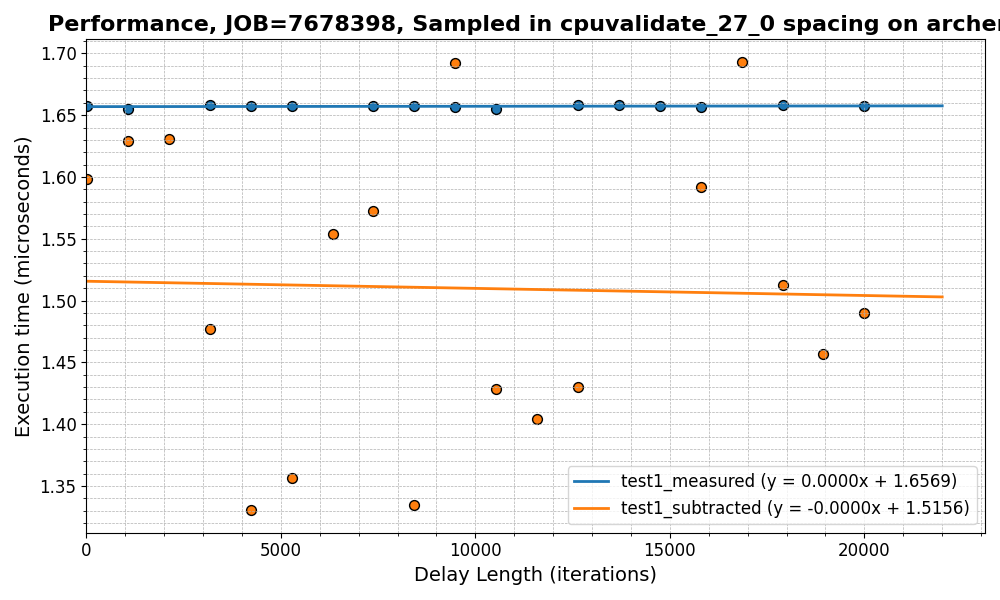 Performance, JOB=7678398, Sampled in cpuvalidate_27_0 spacing on archer
1.70
1.65
1.60
1.55
1.50
1.45
1.40
1.35
Execution time (microseconds)
test1_measured (y = 0.0000x + 1.6569)
test1_subtracted (y = -0.0000x + 1.5156)
0 5000 10000 15000 20000
Delay Length (iterations)